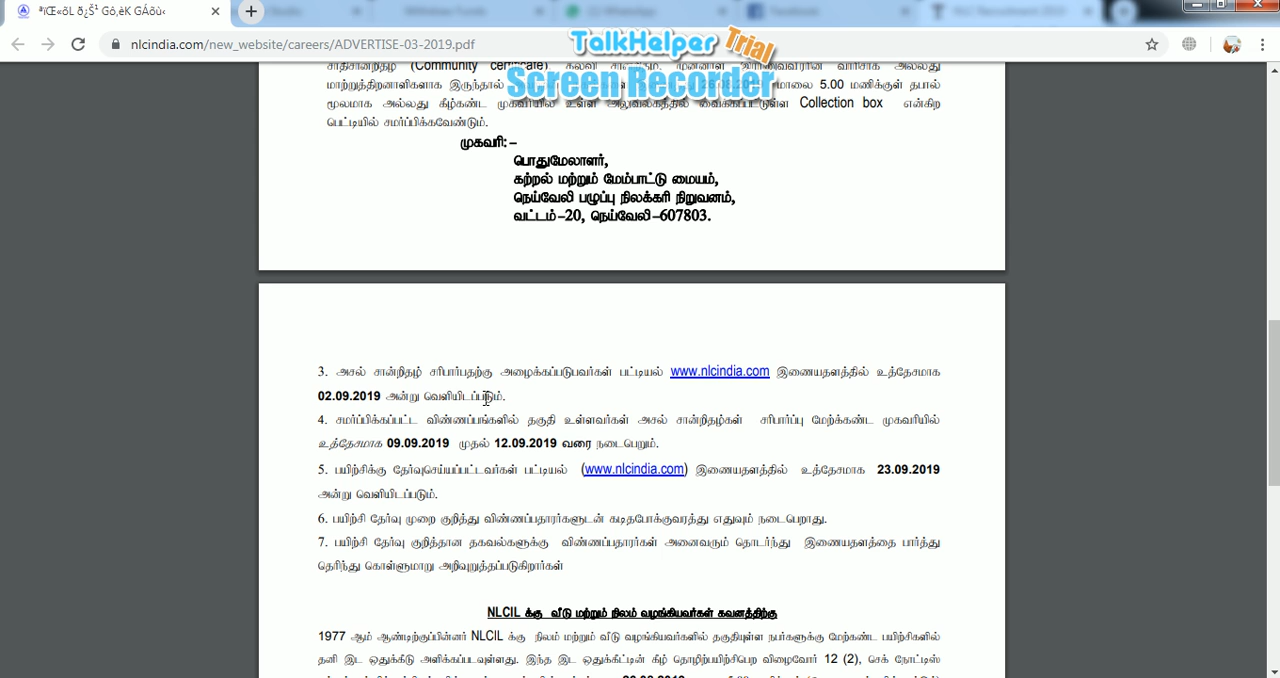 nlcindia.com/new_website/careers/ADVERTISE-03-2019.pdf
TalkHelper Trial
Screen Recorder
சாதிசான்றிதழ் (Community certificate)
மாற்றுத்திறனாளிகளாக இருந்தால் மாலை 5.00 மணிக்குள் தபால்
மூலமாக அல்லது கீழ்கண்ட முகவரியில் உள்ள அலுவலகத்தில் வைக்கப்பட்டுள்ள Collection box என்கிற
பெட்டியில் சமர்ப்பிக்கவேண்டும்.
முகவரி:–
பொதுமேலாளர்,
கற்றல் மற்றும் மேம்பாட்டு மையம்,
நெய்வேலி பழுப்பு நிலக்கரி நிறுவனம்,
வட்டம்–20, நெய்வேலி–607803.
3. அசல் சான்றிதழ் சரிபார்பதற்கு அழைக்கப்படுபவர்கள் பட்டியல் www.nlcindia.com இணையதளத்தில் உத்தேசமாக
02.09.2019 அன்று வெளியிடப்படும்.
4. சமர்ப்பிக்கப்பட்ட விண்ணப்பங்களில் தகுதி உள்ளவர்கள் அசல் சான்றிதழ்கள் சரிபார்ப்பு மேற்க்கண்ட முகவரியில்
உத்தேசமாக 09.09.2019 முதல் 12.09.2019 வரை நடைபெறும்.
5. பயிற்சிக்கு தேர்வுசெய்யப்பட்டவர்கள் பட்டியல் (www.nlcindia.com) இணையதளத்தில் உத்தேசமாக 23.09.2019
அன்று வெளியிடப்படும்.
6. பயிற்சி தேர்வு முறை குறித்து விண்ணப்பதாரர்களுடன் கடிதபோக்குவரத்து எதுவும் நடைபெறாது.
7. பயிற்சி தேர்வு குறித்தான தகவல்களுக்கு விண்ணப்பதாரர்கள் அனைவரும் தொடர்ந்து இணையதளத்தை பார்த்து
தெரிந்து கொள்ளுமாறு அறிவுறுத்தப்படுகிறார்கள்
NLCIL க்கு வீடு மற்றும் நிலம் வழங்கியவர்கள் கவனத்திற்கு
1977 ஆம் ஆண்டிற்குப்பின்னர் NLCIL க்கு நிலம் மற்றும் வீடு வழங்கியவர்களில் தகுதியுள்ள நபர்களுக்கு மேற்கண்ட பயிற்சிகளில்
தனி இட ஒதுக்கீடு அளிக்கப்படவுள்ளது. இந்த இட ஒதுக்கீட்டின் கீழ் தொழிற்பயிற்சிபெற விழைவோர் 12 (2), செக் நோட்டிஸ்